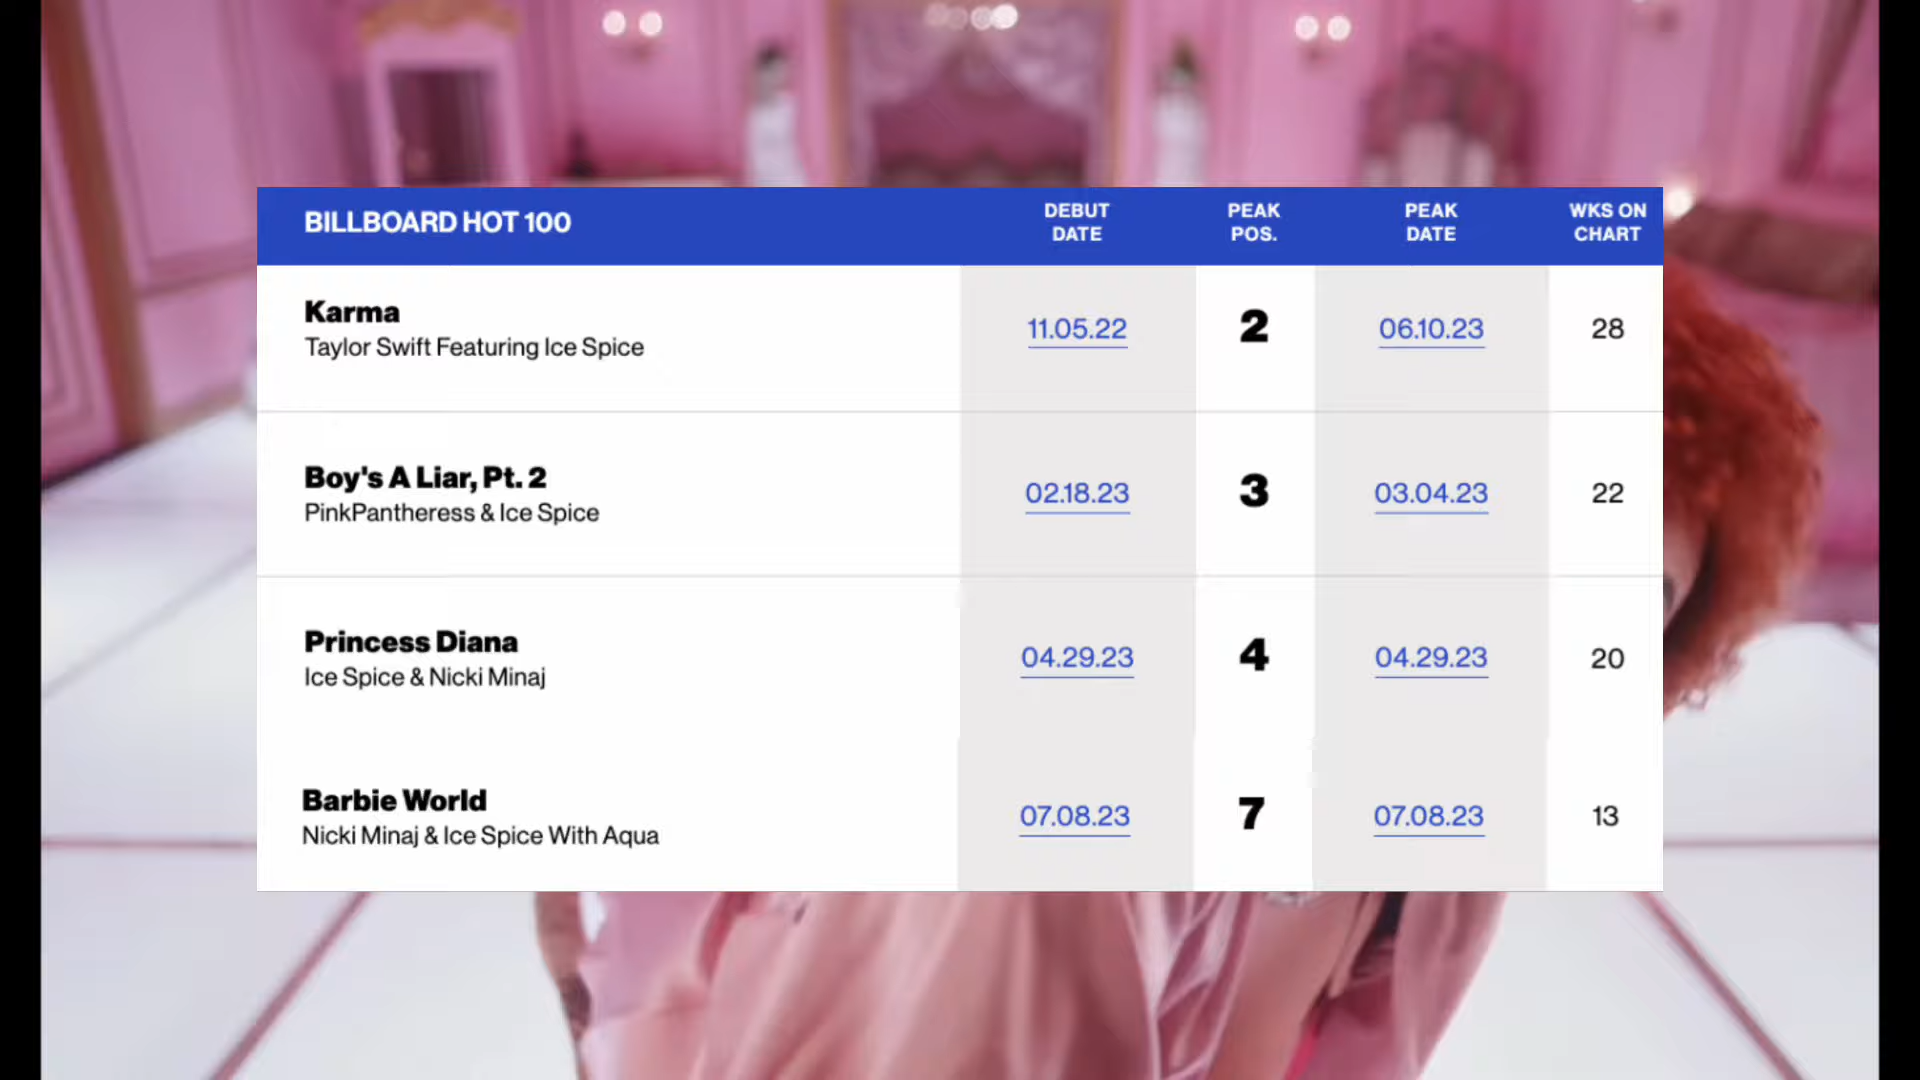 BILLBOARD HOT 100 DEBUT DATE PEAK POS. PEAK DATE WKS ON CHART
Karma
Taylor Swift Featuring Ice Spice
11.05.22 2 06.10.23 28
Boy's A Liar, Pt. 2
PinkPantheress & Ice Spice
02.18.23 3 03.04.23 22
Princess Diana
Ice Spice & Nicki Minaj
04.29.23 4 04.29.23 20
Barbie World
Nicki Minaj & Ice Spice With Aqua
07.08.23 7 07.08.23 13